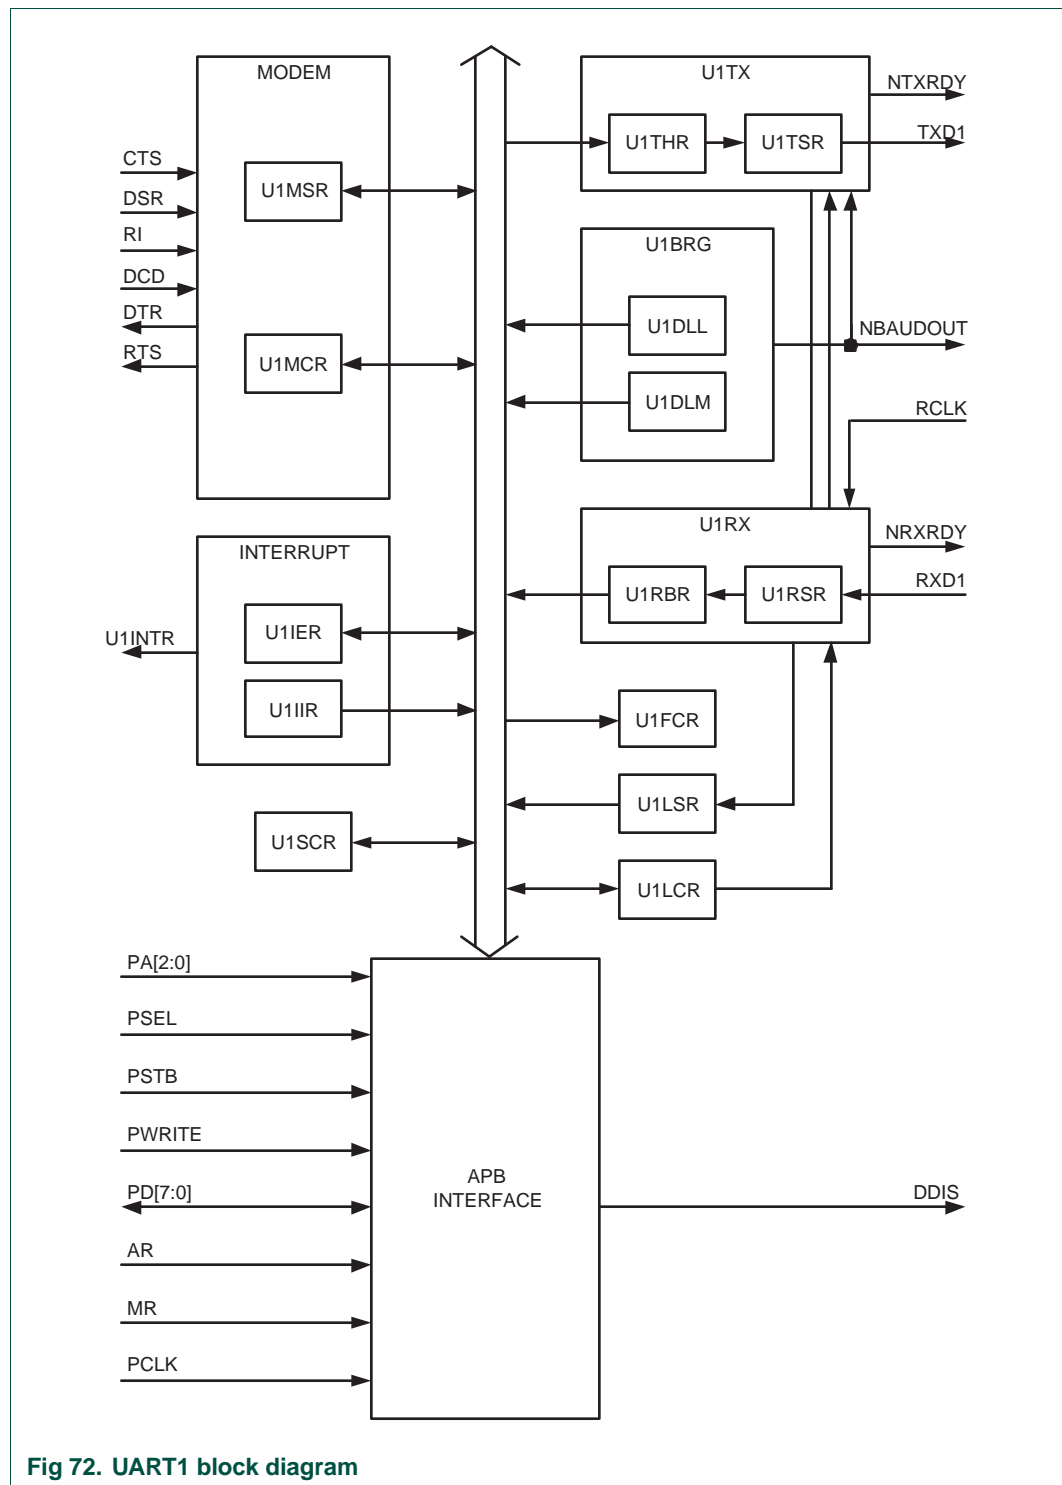 MODEM
U1TX
NTXRDY
U1THR
U1TSR
TXD1
CTS
U1MSR
DSR
RI
U1BRG
DCD
DTR
U1DLL
NBAUDOUT
RTS
U1MCR
U1DLM
RCLK
U1RX
NRXRDY
INTERRUPT
U1RBR
U1RSR
RXD1
U1INTR
U1IER
U1IIR
U1FCR
U1LSR
U1SCR
U1LCR
PA[2:0]
PSEL
PSTB
PWRITE
APB
INTERFACE
PD[7:0]
DDIS
AR
MR
PCLK
Fig 72. UART1 block diagram